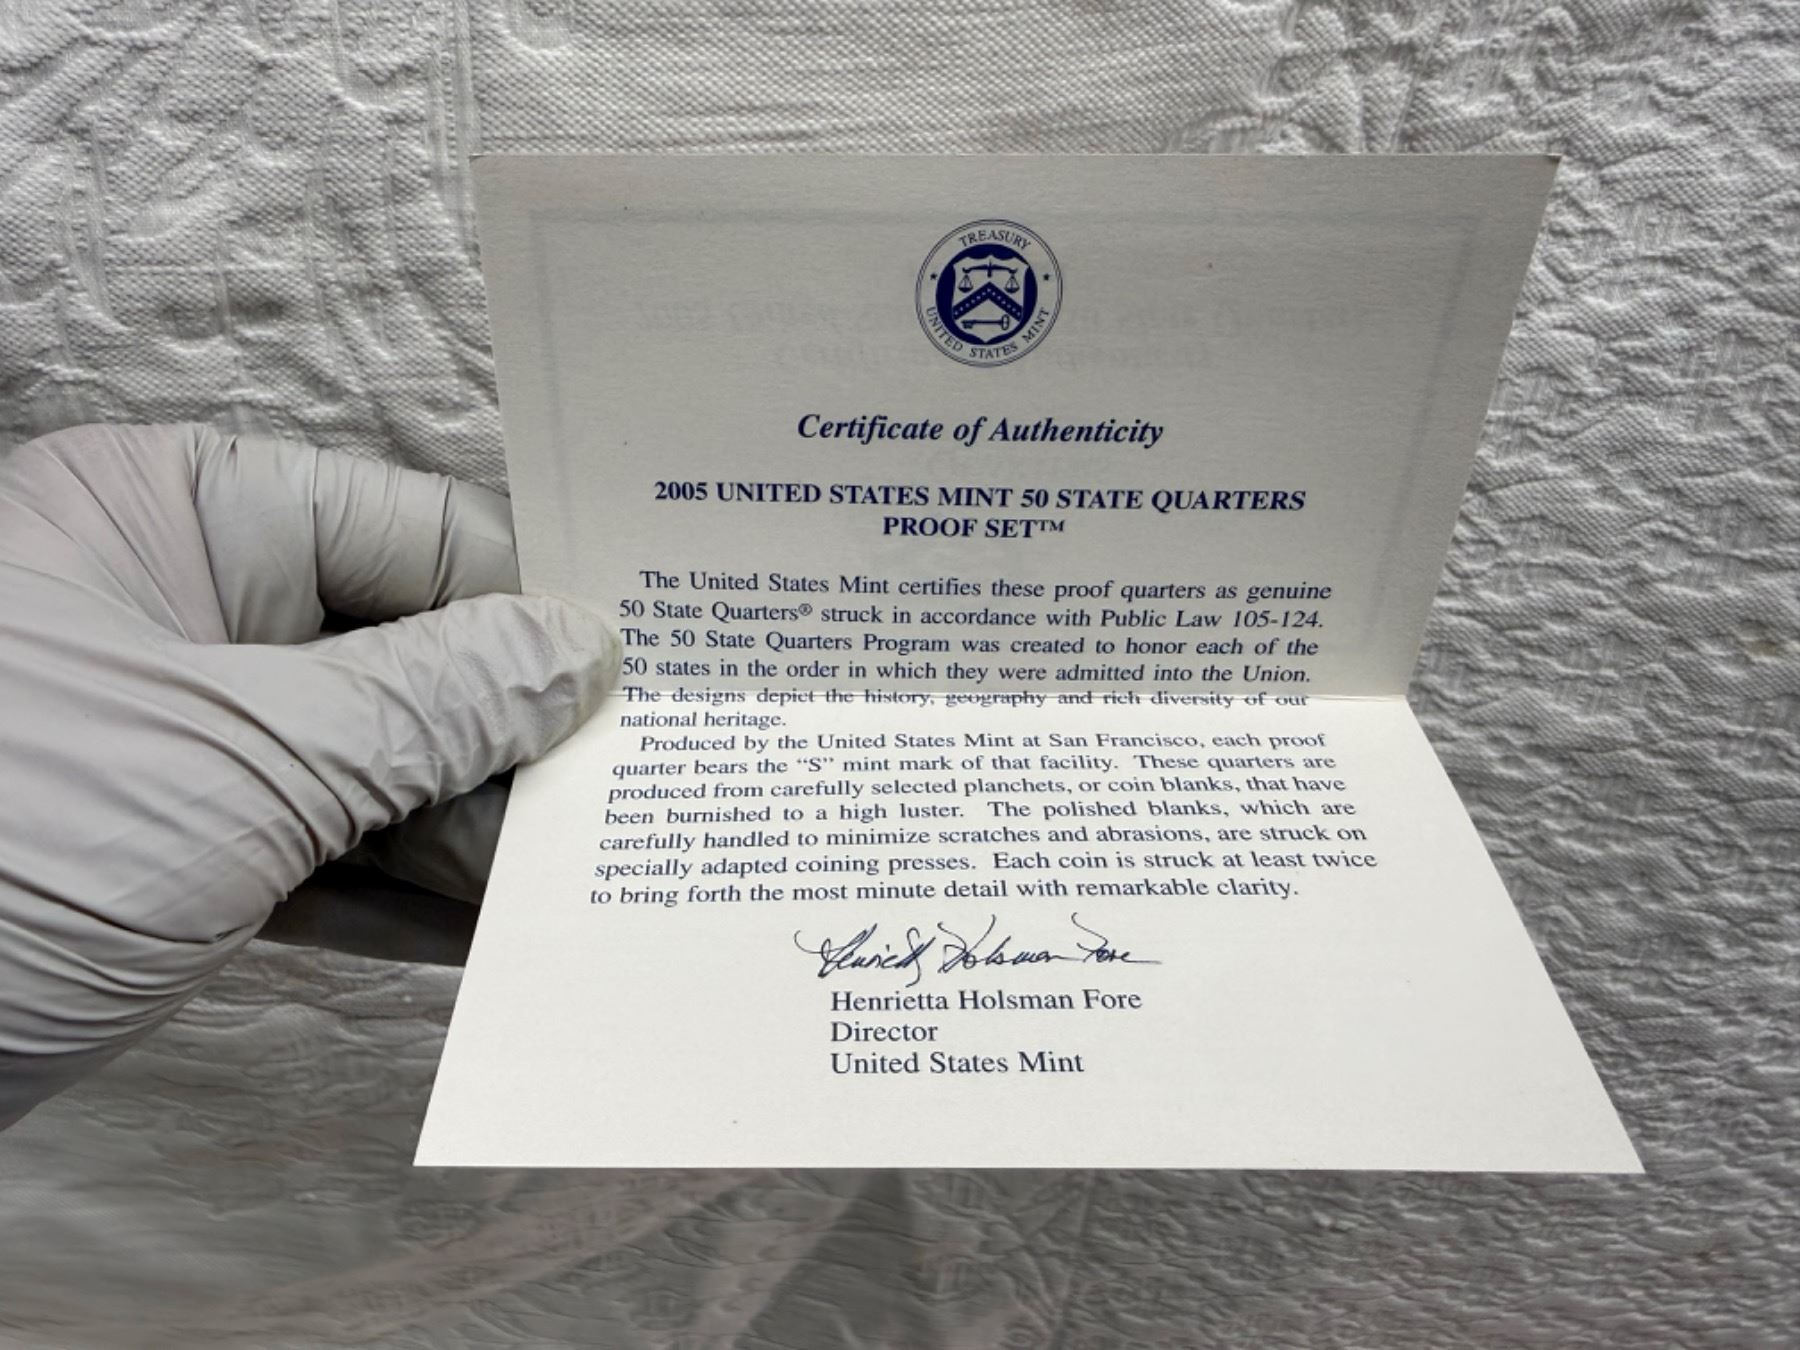 TREASURY
UNITED STATES MINT
Certificate of Authenticity
2005 UNITED STATES MINT 50 STATE QUARTERS
PROOF SET™
The United States Mint certifies these proof quarters as genuine
50 State Quarters® struck in accordance with Public Law 105-124.
The 50 State Quarters Program was created to honor each of the
50 states in the order in which they were admitted into the Union.
The designs depict the history, geography and rich diversity of our
national heritage.
Produced by the United States Mint at San Francisco, each proof
quarter bears the “S” mint mark of that facility. These quarters are
produced from carefully selected planchets, or coin blanks, that have
been burnished to a high luster. The polished blanks, which are
carefully handled to minimize scratches and abrasions, are struck on
specially adapted coining presses. Each coin is struck at least twice
to bring forth the most minute detail with remarkable clarity.
Henrietta Holsman Fore
Henrietta Holsman Fore
Director
United States Mint